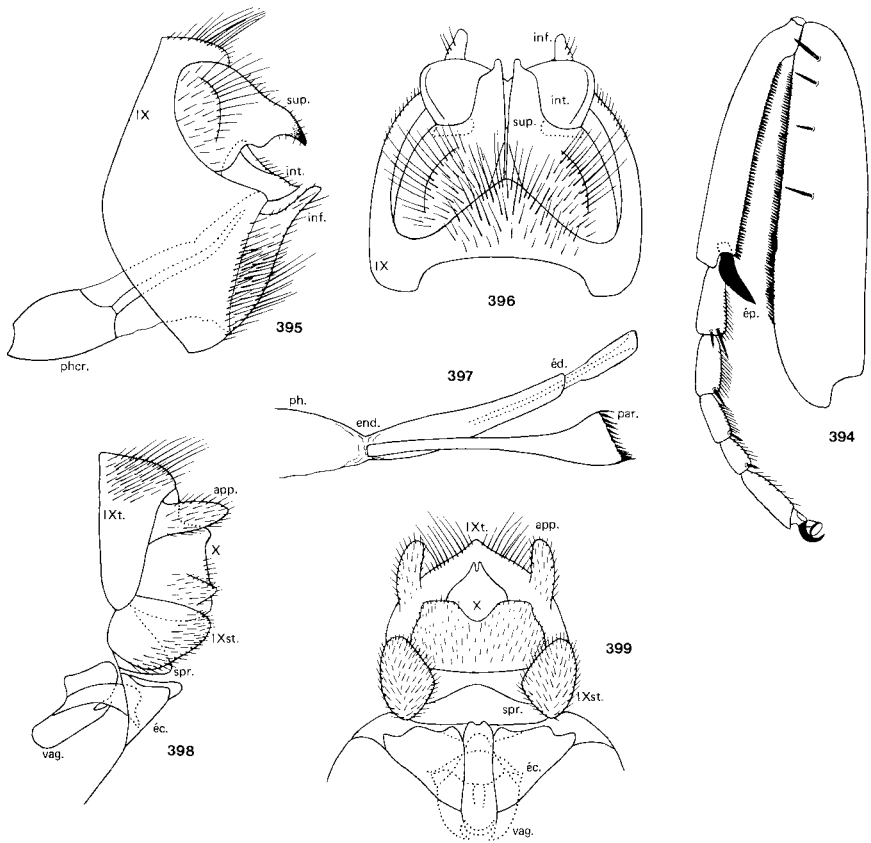 IX
sup.
int.
inf.
phcr.
395
inf.
int.
sup.
IX
396
ép.
394
397
éd.
ph.
end.
par.
IXt.
app.
X
IXst.
spr.
éc.
vag.
398
IXt.
app.
X
399
IXst.
spr.
éc.
vag.